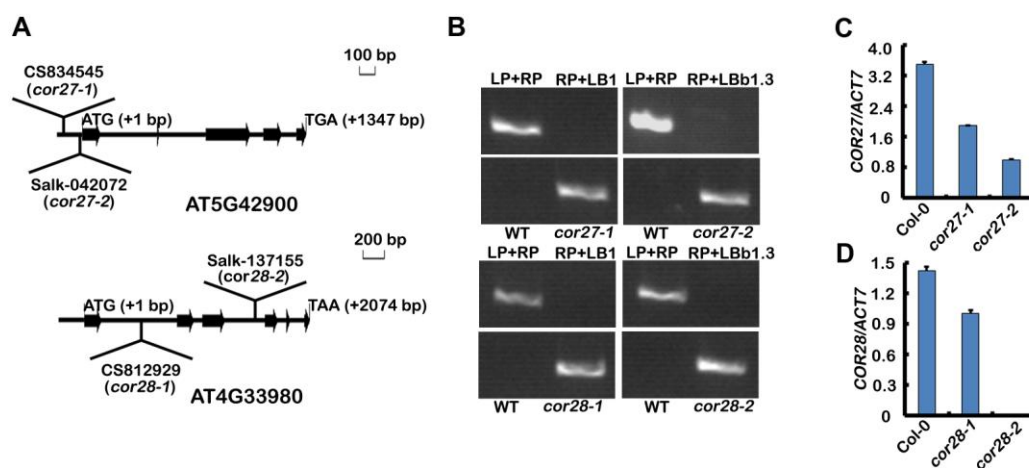 A
CS834545
(cor27-1)
100 bp
ATG (+1 bp)
TGA (+1347 bp)
Salk-042072
(cor27-2)
AT5G42900
Salk-137155
(cor28-2)
200 bp
ATG (+1 bp)
TAA (+2074 bp)
CS812929
(cor28-1)
AT4G33980
B
LP+RP RP+LB1 LP+RP RP+LBb1.3
WT cor27-1 WT cor27-2
LP+RP RP+LB1 LP+RP RP+LBb1.3
WT cor28-1 WT cor28-2
C
COR27/ACT7
4.0
3.2
2.4
1.6
0.8
0
Col-0 cor27-1 cor27-2
D
COR28/ACT7
1.5
1.2
0.9
0.6
0.3
0
Col-0 cor28-1 cor28-2